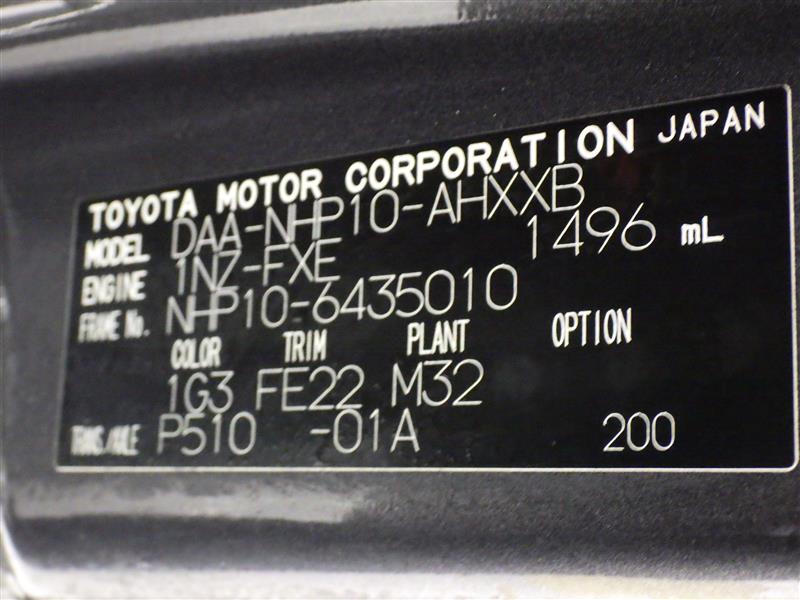 TOYOTA MOTOR CORPORATION JAPAN
MODEL DAA-NHP10-AHXXB
ENGINE 1NZ-FXE 1496 mL
FRAME No. NHP10-6435010
COLOR TRIM PLANT OPTION
1G3 FE22 M32
TRANS./AXLE P510 -01A 200